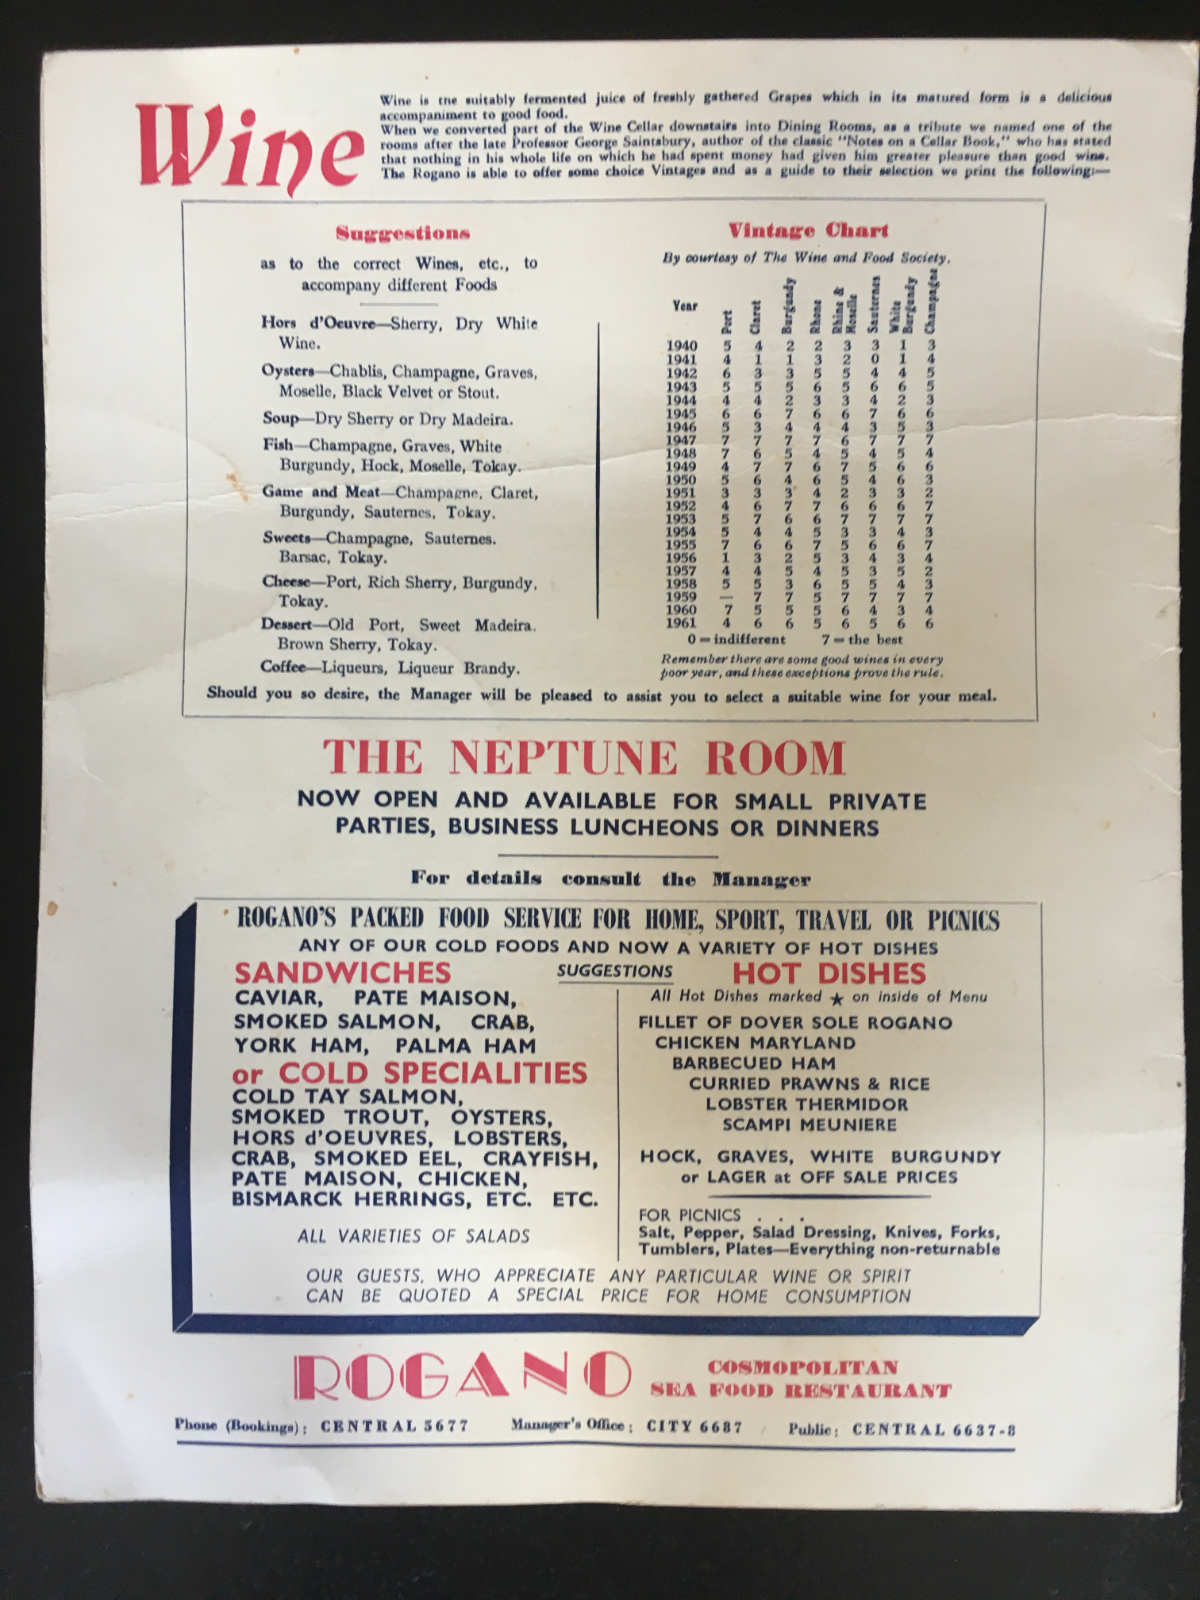 Wine
Wine is the suitably fermented juice of freshly gathered Grapes which in its matured form is a delicious
accompaniment to good food.
When we converted part of the Wine Cellar downstairs into Dining Rooms, as a tribute we named one of the
rooms after the late Professor George Saintsbury, author of the classic "Notes on a Cellar Book," who has stated
that nothing in his whole life on which he had spent money had given him greater pleasure than good wine.
The Rogano is able to offer some choice Vintages and as a guide to their selection we print the following:—
Suggestions
as to the correct Wines, etc., to
accompany different Foods
Hors d'Oeuvre—Sherry, Dry White
Wine.
Oysters—Chablis, Champagne, Graves,
Moselle, Black Velvet or Stout.
Soup—Dry Sherry or Dry Madeira.
Fish—Champagne, Graves, White
Burgundy, Hock, Moselle, Tokay.
Game and Meat—Champagne, Claret,
Burgundy, Sauternes, Tokay.
Sweets—Champagne, Sauternes.
Barsac, Tokay.
Cheese—Port, Rich Sherry, Burgundy,
Tokay.
Dessert—Old Port, Sweet Madeira.
Brown Sherry, Tokay.
Coffee—Liqueurs, Liqueur Brandy.
Vintage Chart
By courtesy of The Wine and Food Society.
Year Port Claret Burgundy Rhone Rhine & Moselle Sauternes White Burgundy Champagne
1940 5 4 2 2 3 3 1 3
1941 4 1 1 3 2 0 1 4
1942 6 3 3 5 5 4 4 5
1943 5 5 5 6 5 6 6 5
1944 4 4 2 3 3 4 2 3
1945 6 6 7 6 6 7 6 6
1946 5 3 4 4 4 3 5 3
1947 7 7 7 7 6 7 7 7
1948 7 6 5 4 5 4 5 4
1949 4 7 7 6 7 5 6 6
1950 5 6 4 6 5 4 6 3
1951 3 3 3 4 2 3 3 2
1952 4 6 7 7 6 6 6 7
1953 5 7 6 6 7 7 7 7
1954 5 4 4 5 3 3 4 3
1955 7 6 6 7 5 6 6 7
1956 1 3 2 5 3 4 3 4
1957 4 4 5 4 5 3 5 2
1958 5 5 3 6 5 5 4 3
1959 — 7 7 5 7 7 7 7
1960 7 5 5 5 6 4 3 4
1961 4 6 6 5 6 5 6 6
0 = indifferent 7 = the best
Remember there are some good wines in every
poor year, and these exceptions prove the rule.
Should you so desire, the Manager will be pleased to assist you to select a suitable wine for your meal.
THE NEPTUNE ROOM
NOW OPEN AND AVAILABLE FOR SMALL PRIVATE
PARTIES, BUSINESS LUNCHEONS OR DINNERS
For details consult the Manager
ROGANO'S PACKED FOOD SERVICE FOR HOME, SPORT, TRAVEL OR PICNICS
ANY OF OUR COLD FOODS AND NOW A VARIETY OF HOT DISHES
SUGGESTIONS
SANDWICHES
CAVIAR, PATE MAISON,
SMOKED SALMON, CRAB,
YORK HAM, PALMA HAM
or COLD SPECIALITIES
COLD TAY SALMON,
SMOKED TROUT, OYSTERS,
HORS d'OEUVRES, LOBSTERS,
CRAB, SMOKED EEL, CRAYFISH,
PATE MAISON, CHICKEN,
BISMARCK HERRINGS, ETC. ETC.
ALL VARIETIES OF SALADS
HOT DISHES
All Hot Dishes marked ★ on inside of Menu
FILLET OF DOVER SOLE ROGANO
CHICKEN MARYLAND
BARBECUED HAM
CURRIED PRAWNS & RICE
LOBSTER THERMIDOR
SCAMPI MEUNIERE
HOCK, GRAVES, WHITE BURGUNDY
or LAGER at OFF SALE PRICES
FOR PICNICS . . .
Salt, Pepper, Salad Dressing, Knives, Forks,
Tumblers, Plates—Everything non-returnable
OUR GUESTS, WHO APPRECIATE ANY PARTICULAR WINE OR SPIRIT
CAN BE QUOTED A SPECIAL PRICE FOR HOME CONSUMPTION
ROGANO
COSMOPOLITAN
SEA FOOD RESTAURANT
Phone (Bookings): CENTRAL 5677 Manager's Office: CITY 6687 Public: CENTRAL 6637-8